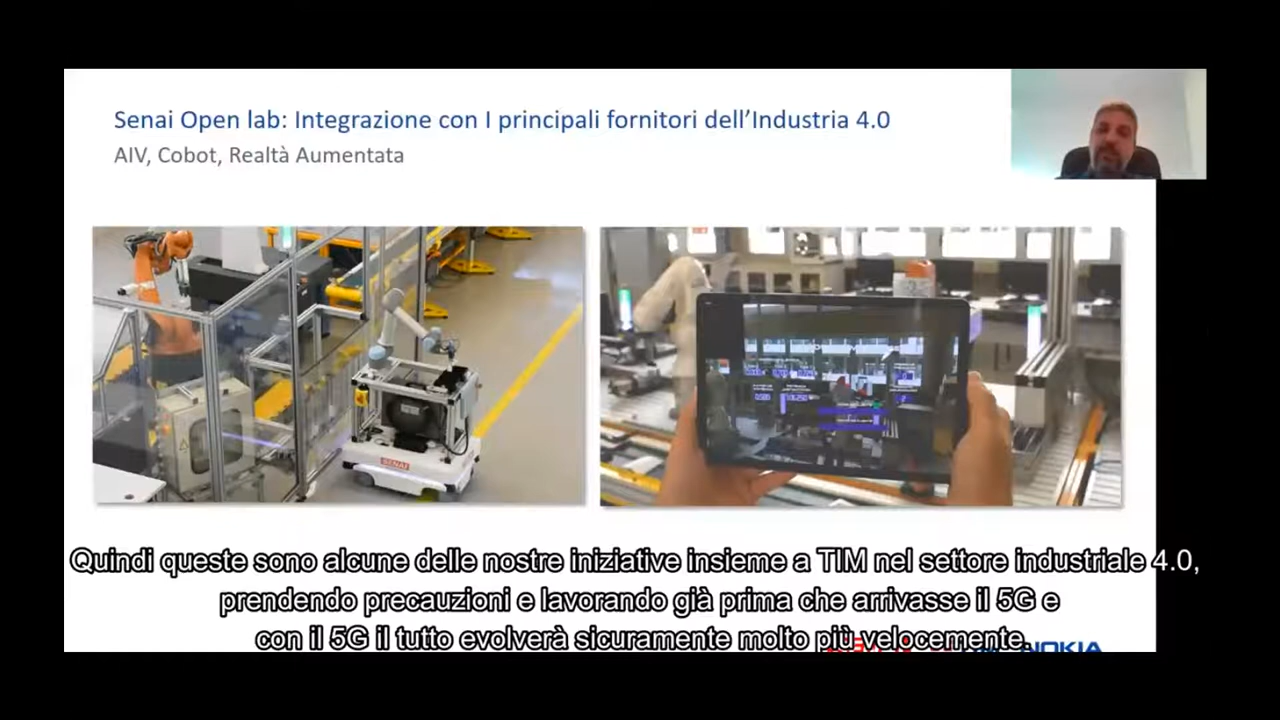 Senai Open lab: Integrazione con I principali fornitori dell'Industria 4.0
AIV, Cobot, Realtà Aumentata
SENAI
Quindi queste sono alcune delle nostre iniziative insieme a TIM nel settore industriale 4.0,
prendendo precauzioni e lavorando già prima che arrivasse il 5G e
con il 5G il tutto evolverà sicuramente molto più velocemente.
NOKIA